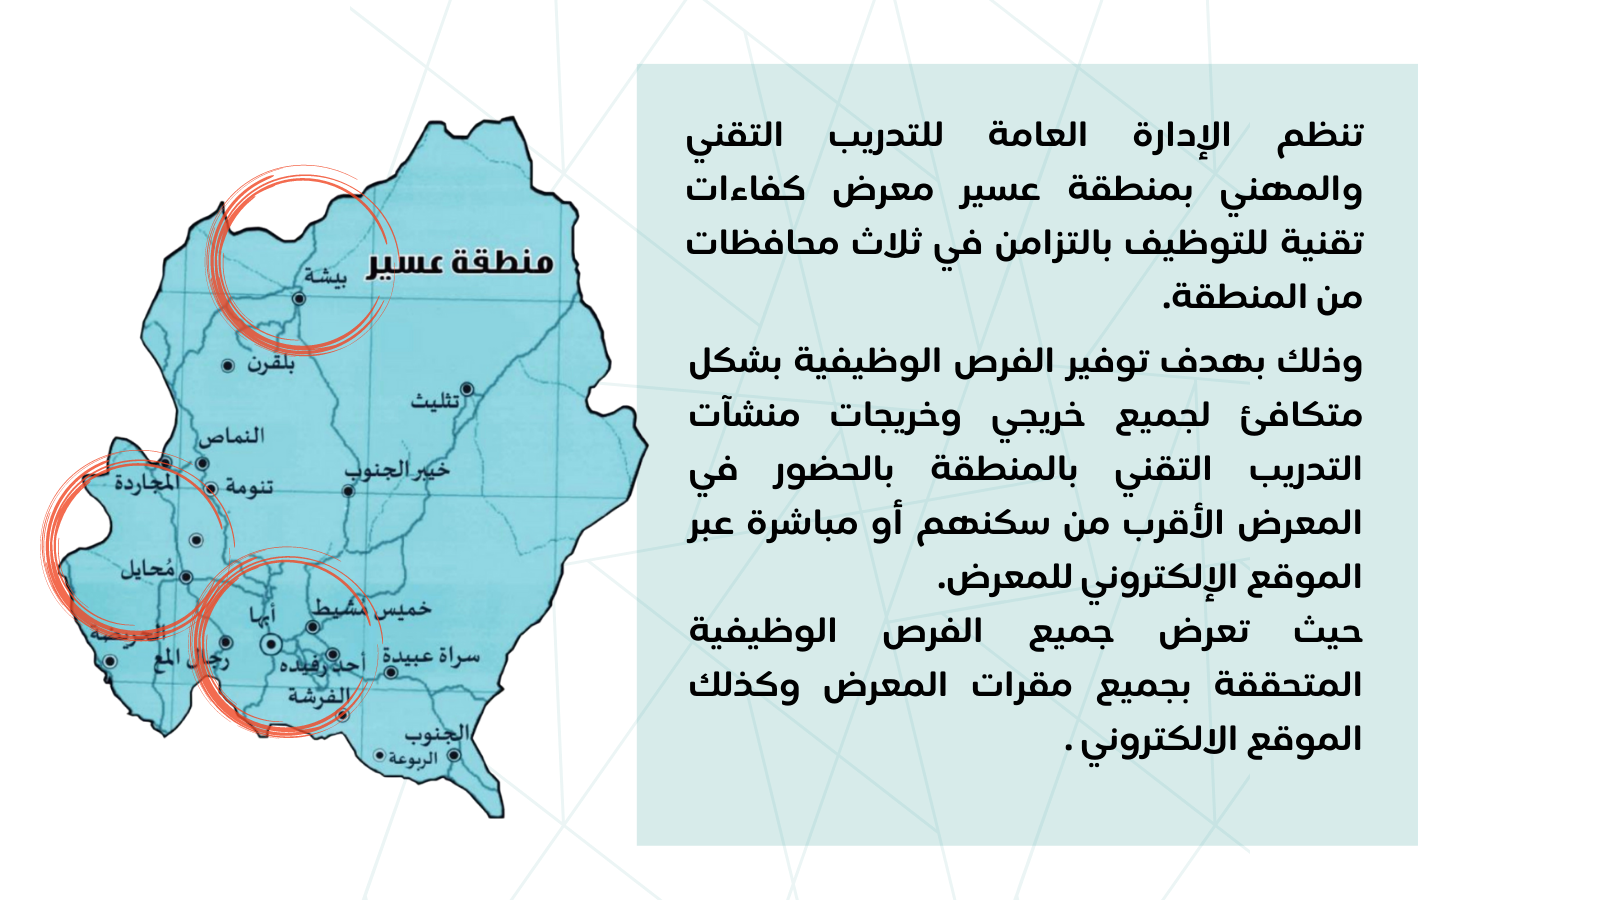 تنظم الإدارة العامة للتدريب التقني
والمهني بمنطقة عسير معرض كفاءات
تقنية للتوظيف بالتزامن في ثلاث محافظات
من المنطقة.
وذلك بهدف توفير الفرص الوظيفية بشكل
متكافئ لجميع خريجي وخريجات منشآت
التدريب التقني بالمنطقة بالحضور في
المعرض الأقرب من سكنهم أو مباشرة عبر
الموقع الإلكتروني للمعرض.
حيث تعرض جميع الفرص الوظيفية
المتحققة بجميع مقرات المعرض وكذلك
الموقع الالكتروني .
منطقة عسير
بيشة
بلقرن
تثليث
النماص
خيبر الجنوب
المجاردة
تنومة
مُحايل
أبها
خميس مشيط
رجال المع
أحد رفيده
سراة عبيدة
الفرشة
الجنوب
الربوعة